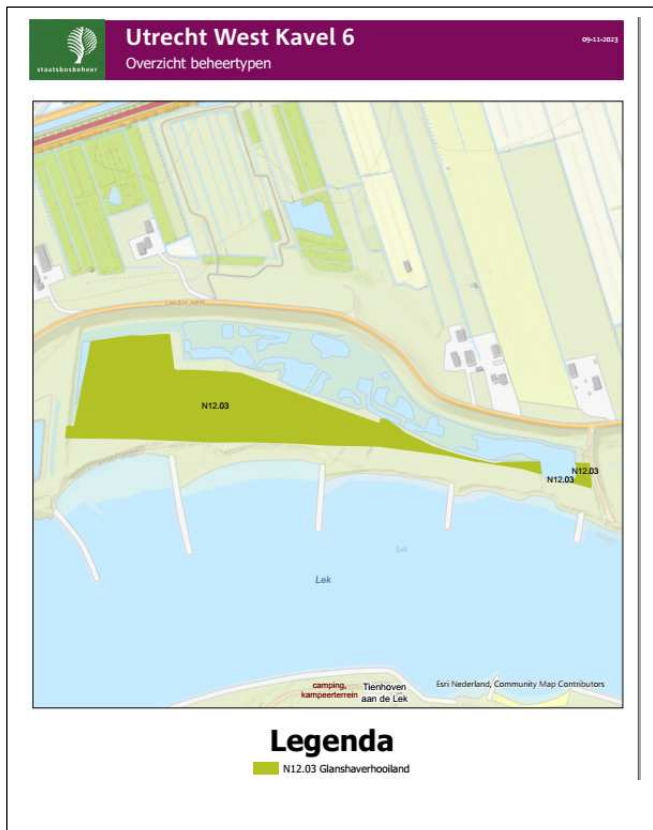 staatsbosbeheer
Utrecht West Kavel 6
09-11-2023
Overzicht beheertypen
N12.03
N12.03
N12.03
Lek
Lek
camping,
kampeerterrein
Tienhoven
aan de Lek
Esri Nederland, Community Map Contributors
Legenda
N12.03 Glanshaverhooiland